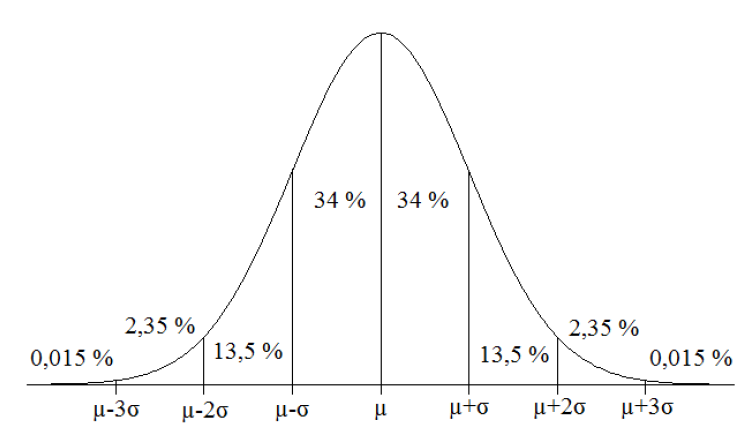 34 % 34 %
2,35 % 2,35 %
0,015 % 13,5 % 13,5 % 0,015 %
μ-3σ μ-2σ μ-σ μ μ+σ μ+2σ μ+3σ